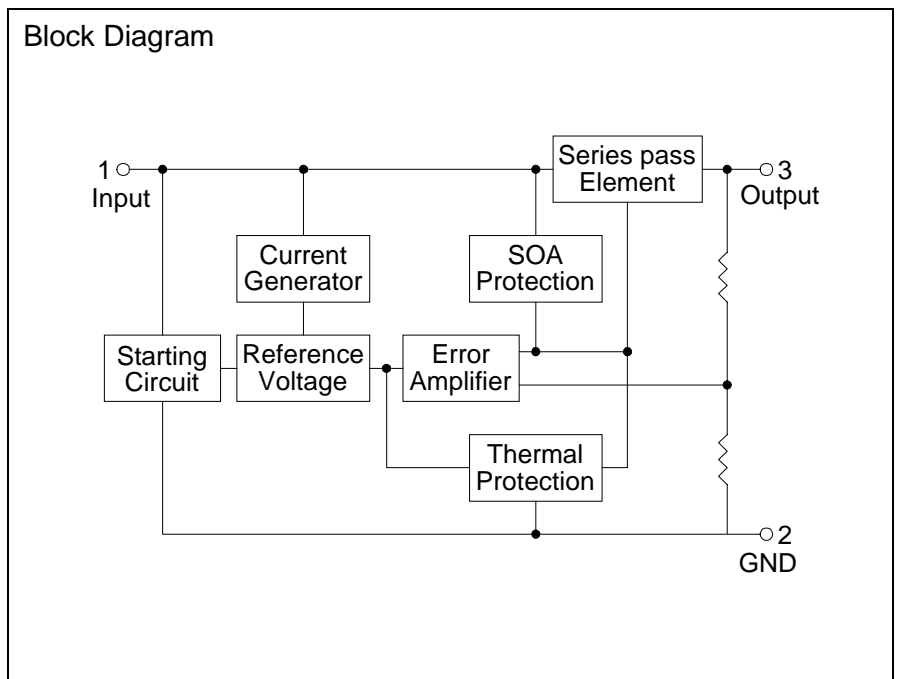 Block Diagram
1
Input
Series pass
Element
3
Output
Current
Generator
SOA
Protection
Starting
Circuit
Reference
Voltage
Error
Amplifier
Thermal
Protection
2
GND